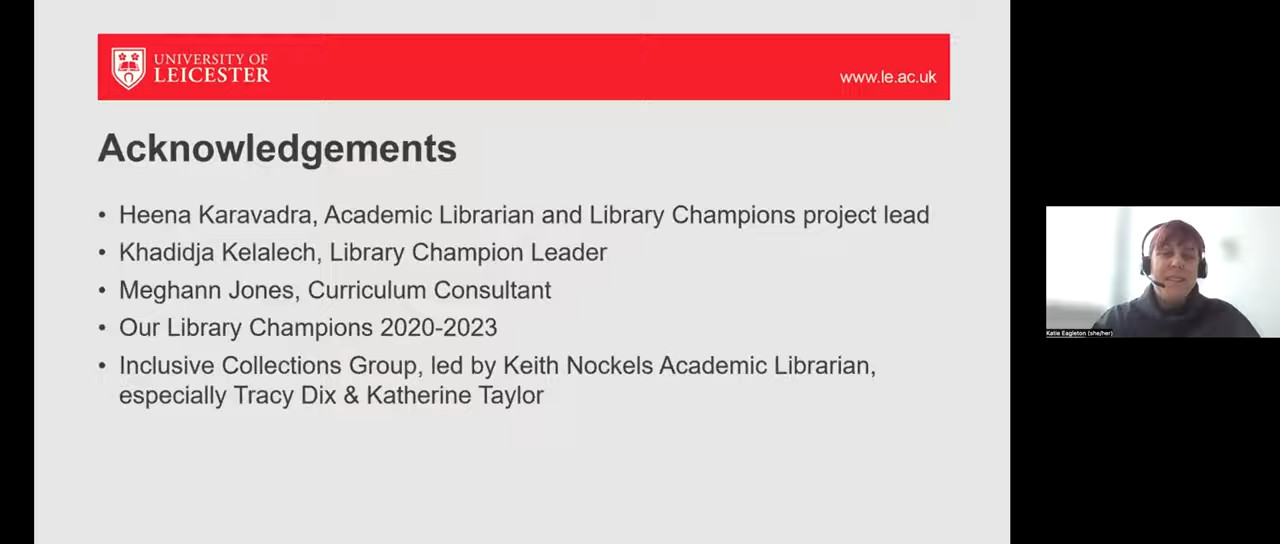 UNIVERSITY OF
LEICESTER
www.le.ac.uk
Acknowledgements
• Heena Karavadra, Academic Librarian and Library Champions project lead
• Khadidja Kelalech, Library Champion Leader
• Meghann Jones, Curriculum Consultant
• Our Library Champions 2020-2023
• Inclusive Collections Group, led by Keith Nockels Academic Librarian,
especially Tracy Dix & Katherine Taylor
Katie Eagleton (she/her)